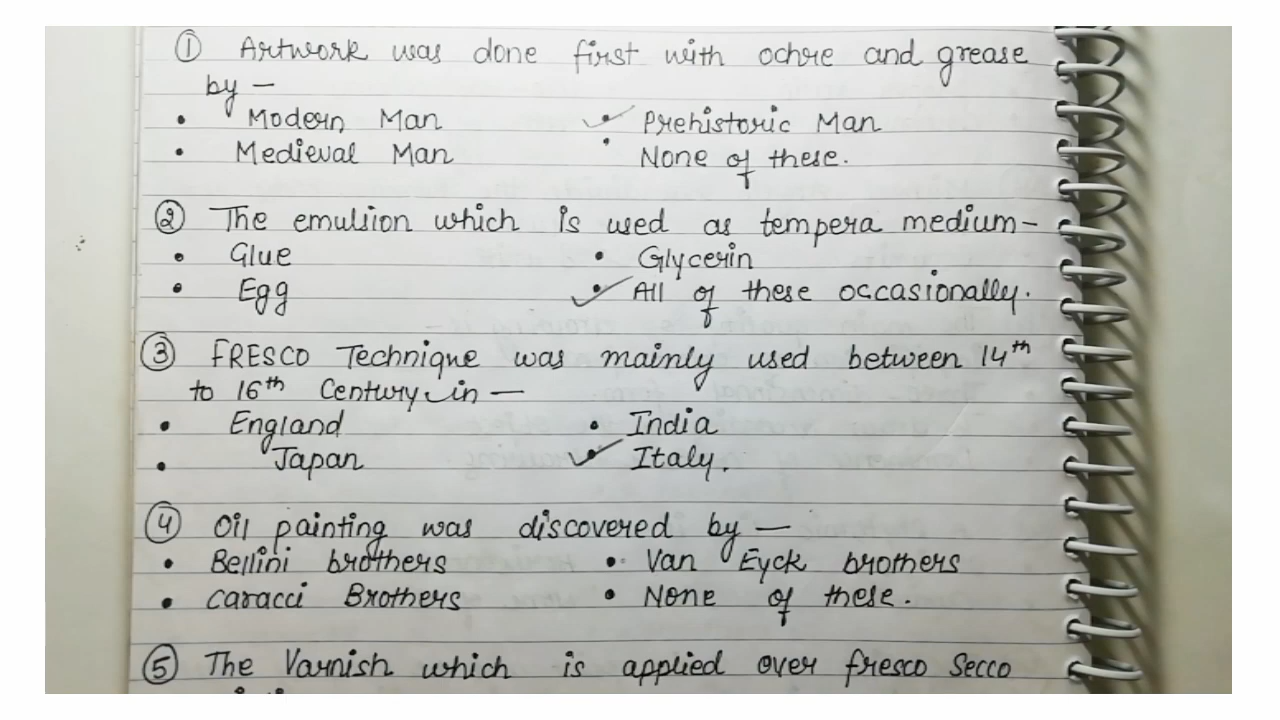 ① Artwork was done first with ochre and grease
by —
• Modern Man ✓• Prehistoric Man
• Medieval Man • None of these.
② The emulsion which is used as tempera medium-
• Glue • Glycerin
• Egg ✓• All of these occasionally.
③ FRESCO Technique was mainly used between 14th
to 16th Century in —
• England • India
• Japan ✓• Italy.
④ Oil painting was discovered by —
• Bellini brothers • Van Eyck brothers
• Caracci Brothers • None of these.
⑤ The Varnish which is applied over fresco Secco